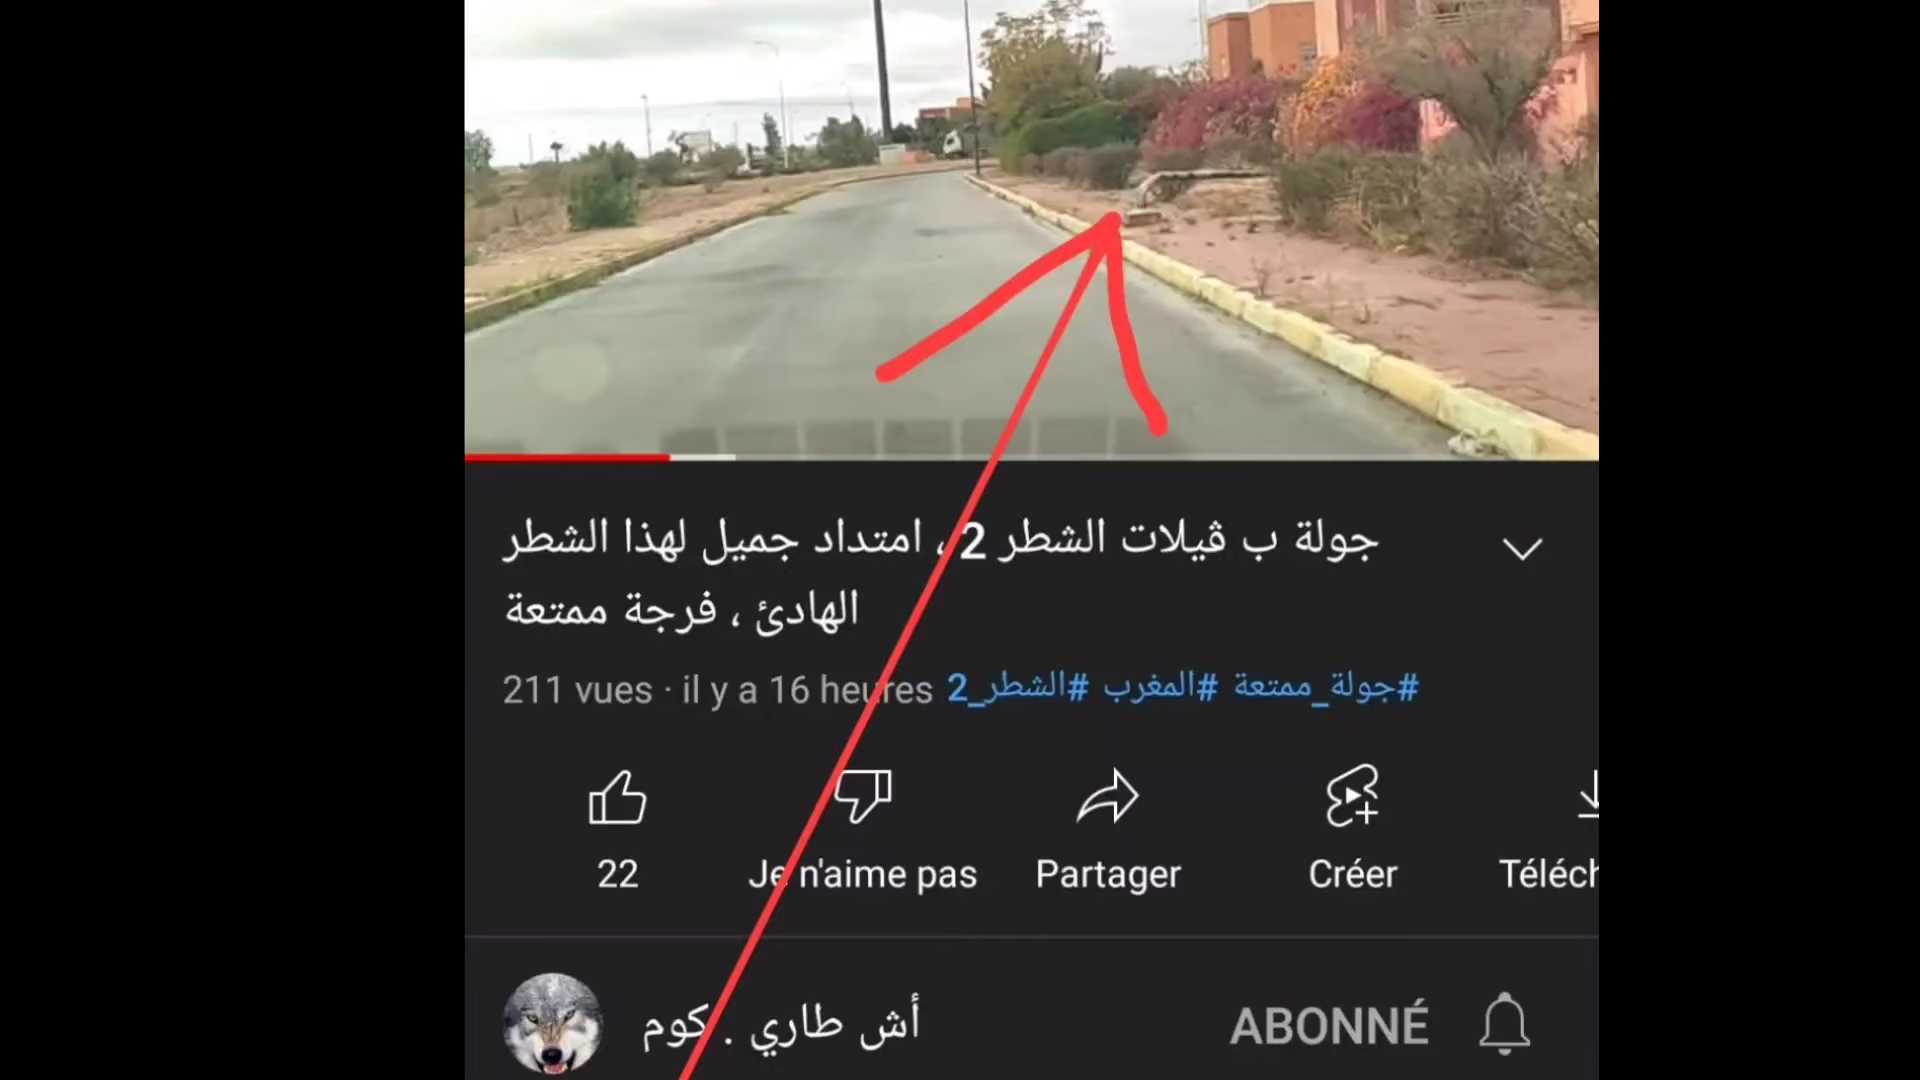 جولة ب ڤيلات الشطر 2 ، امتداد جميل لهذا الشطر
الهادئ ، فرجة ممتعة
211 vues · il y a 16 heures #جولة_ممتعة #المغرب #الشطر_2
22 Je n'aime pas Partager Créer Téléch
أش طاري . كوم ABONNÉ